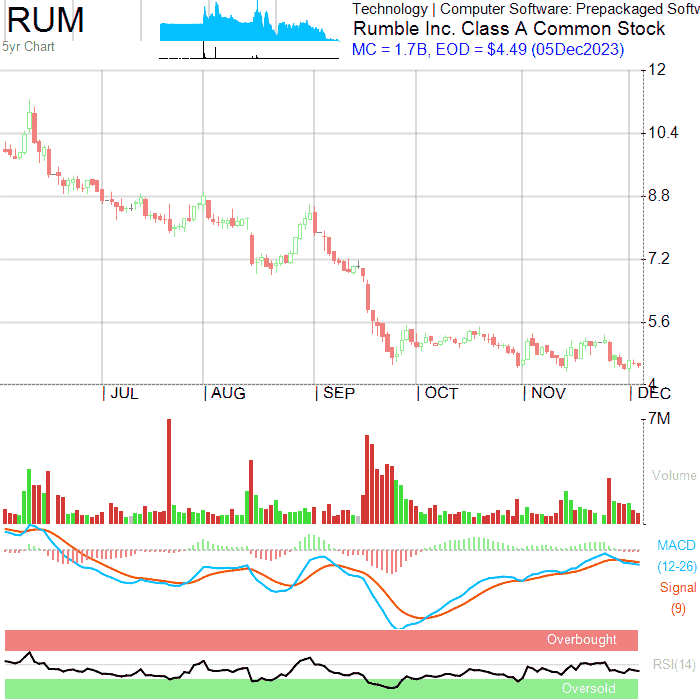 RUM
5yr Chart
Technology | Computer Software: Prepackaged Softw
Rumble Inc. Class A Common Stock
MC = 1.7B, EOD = $4.49 (05Dec2023)
12
10.4
8.8
7.2
5.6
4
JUL AUG SEP OCT NOV DEC
7M
Volume
MACD
(12-26)
Signal
(9)
Overbought
RSI(14)
Oversold